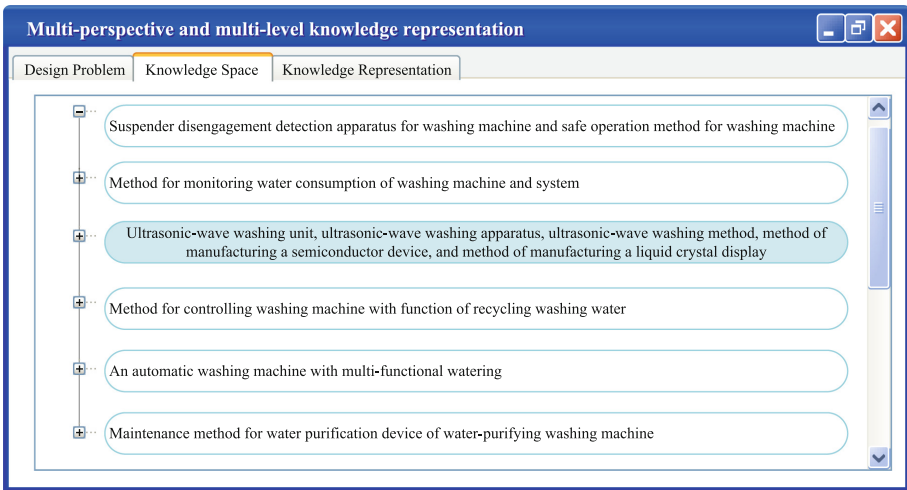 Multi-perspective and multi-level knowledge representation
Design Problem Knowledge Space Knowledge Representation
Suspender disengagement detection apparatus for washing machine and safe operation method for washing machine
Method for monitoring water consumption of washing machine and system
Ultrasonic-wave washing unit, ultrasonic-wave washing apparatus, ultrasonic-wave washing method, method of
manufacturing a semiconductor device, and method of manufacturing a liquid crystal display
Method for controlling washing machine with function of recycling washing water
An automatic washing machine with multi-functional watering
Maintenance method for water purification device of water-purifying washing machine